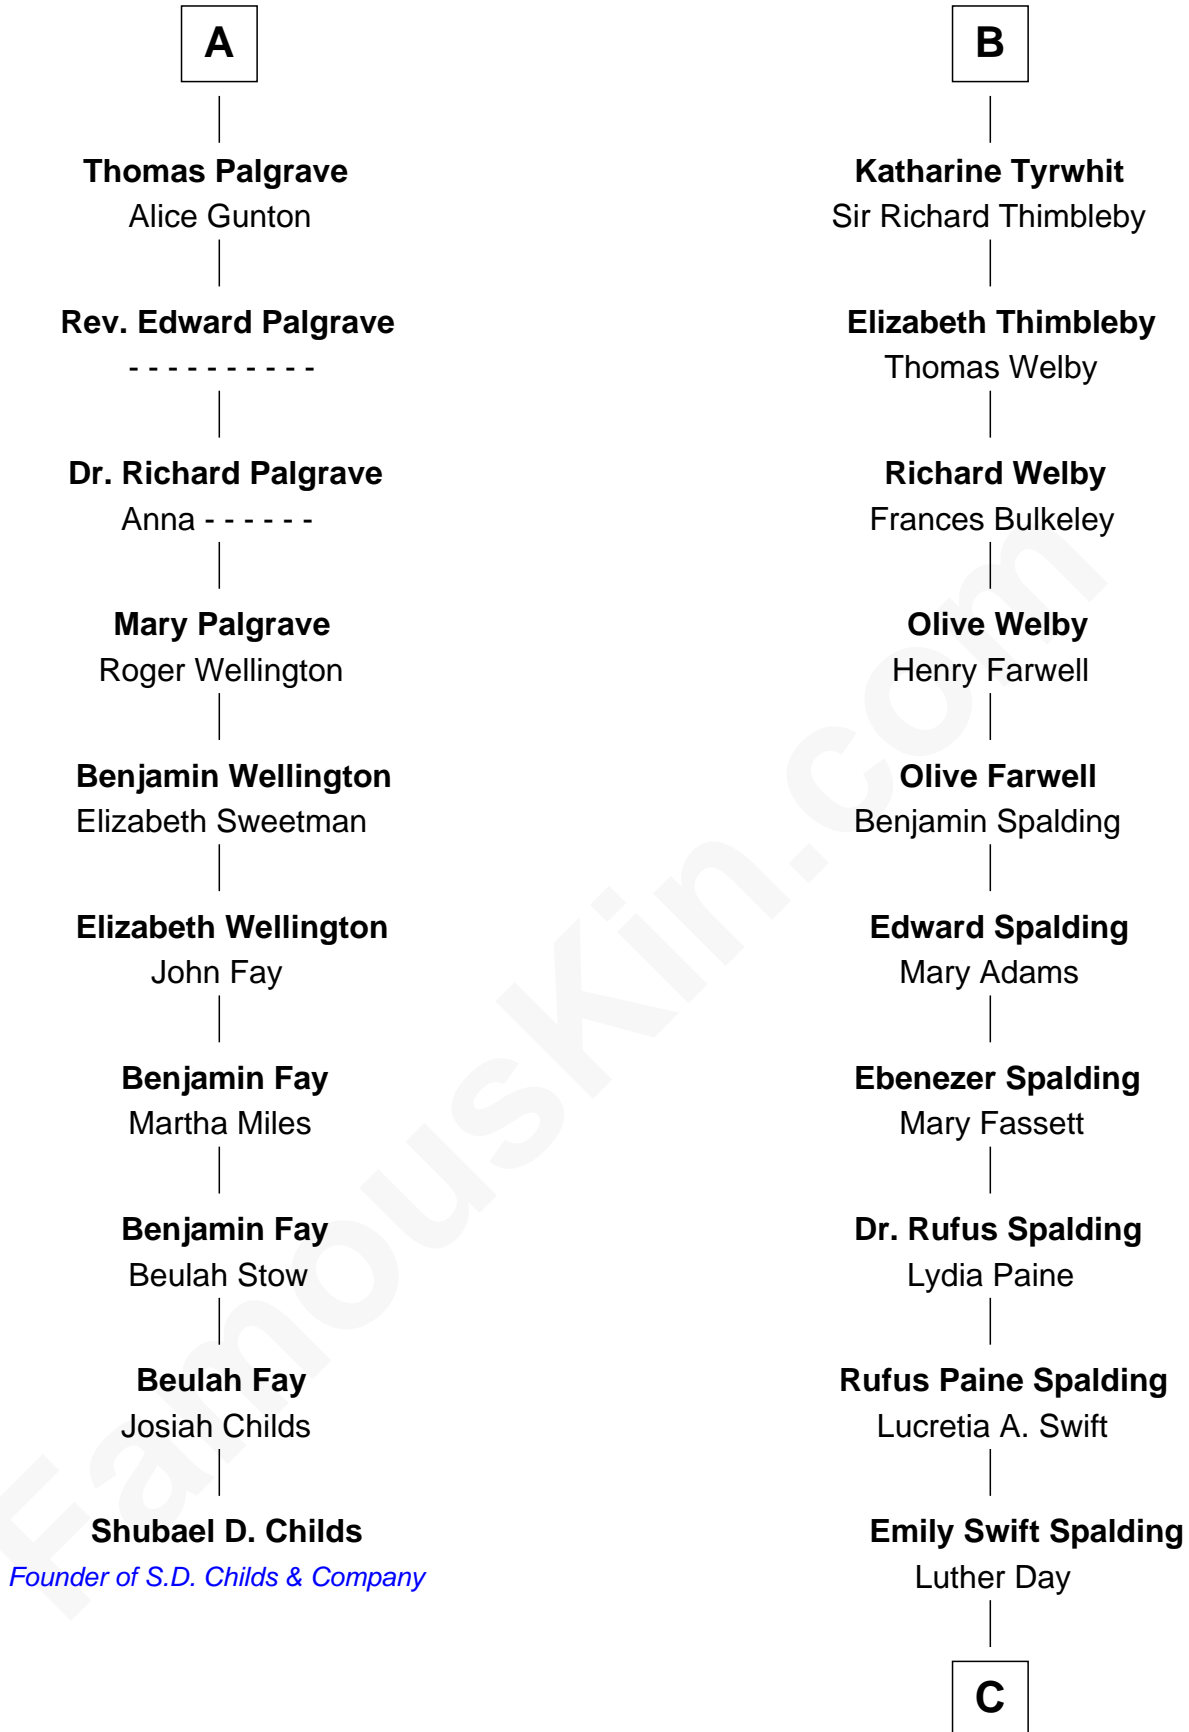 A
Thomas Palgrave
Alice Gunton
Rev. Edward Palgrave
- - - - - - - - - -
Dr. Richard Palgrave
Anna - - - - - -
Mary Palgrave
Roger Wellington
Benjamin Wellington
Elizabeth Sweetman
Elizabeth Wellington
John Fay
Benjamin Fay
Martha Miles
Benjamin Fay
Beulah Stow
Beulah Fay
Josiah Childs
Shubael D. Childs
Founder of S.D. Childs & Company
B
Katharine Tyrwhit
Sir Richard Thimbleby
Elizabeth Thimbleby
Thomas Welby
Richard Welby
Frances Bulkeley
Olive Welby
Henry Farwell
Olive Farwell
Benjamin Spalding
Edward Spalding
Mary Adams
Ebenezer Spalding
Mary Fassett
Dr. Rufus Spalding
Lydia Paine
Rufus Paine Spalding
Lucretia A. Swift
Emily Swift Spalding
Luther Day
C
FamousKin.com